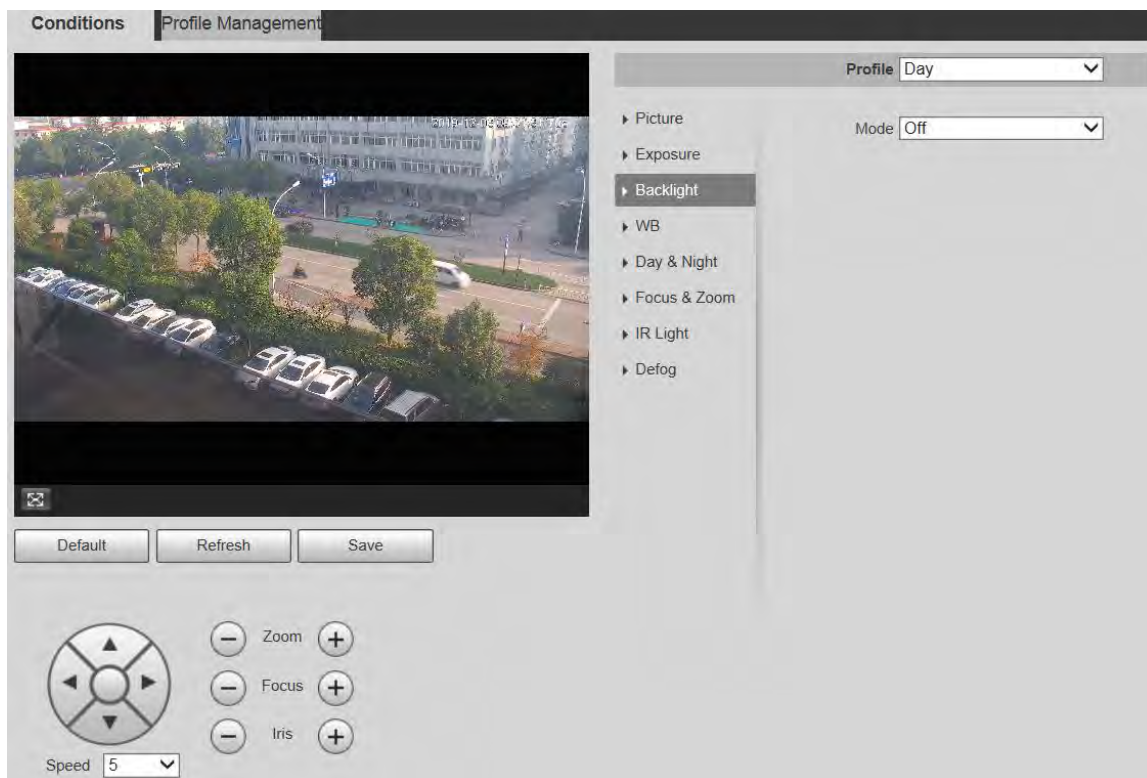 Conditions
Profile Management
Profile Day
Picture
Mode Off
Exposure
Backlight
WB
Day & Night
Focus & Zoom
IR Light
Defog
Default
Refresh
Save
Zoom
Focus
Iris
Speed 5